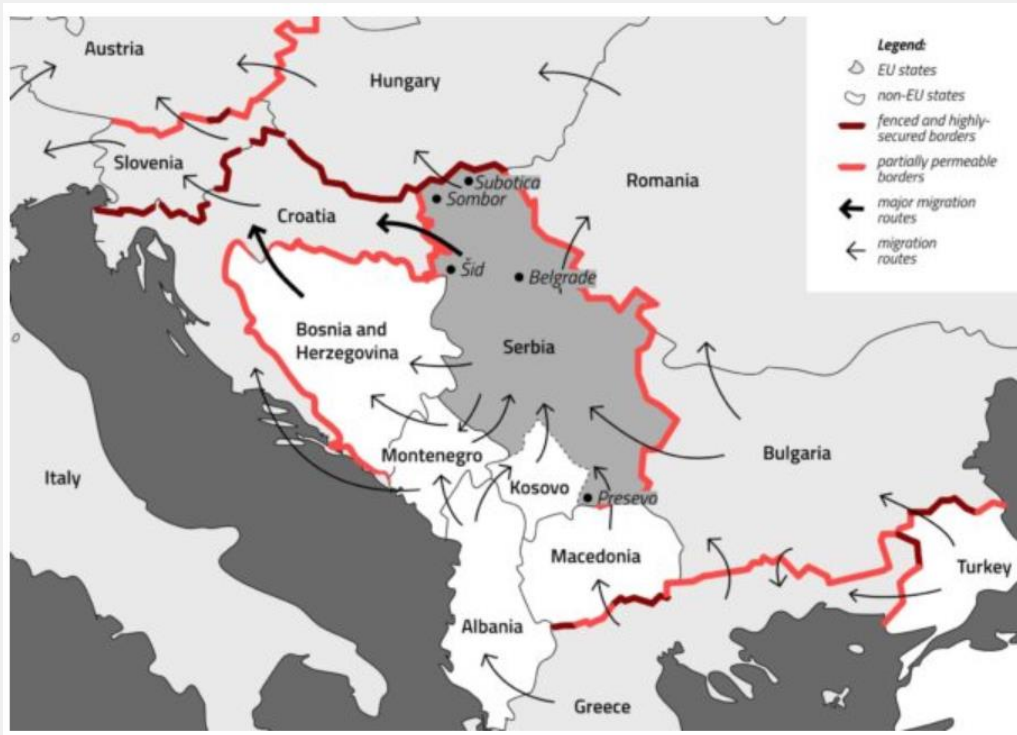 Austria
Hungary
Slovenia
Croatia
Subotica
Sombor
Romania
Šid
Belgrade
Bosnia and
Herzegovina
Serbia
Montenegro
Kosovo
Presevo
Bulgaria
Italy
Macedonia
Turkey
Albania
Greece
Legend:
EU states
non-EU states
fenced and highly-
secured borders
partially permeable
borders
major migration
routes
migration
routes